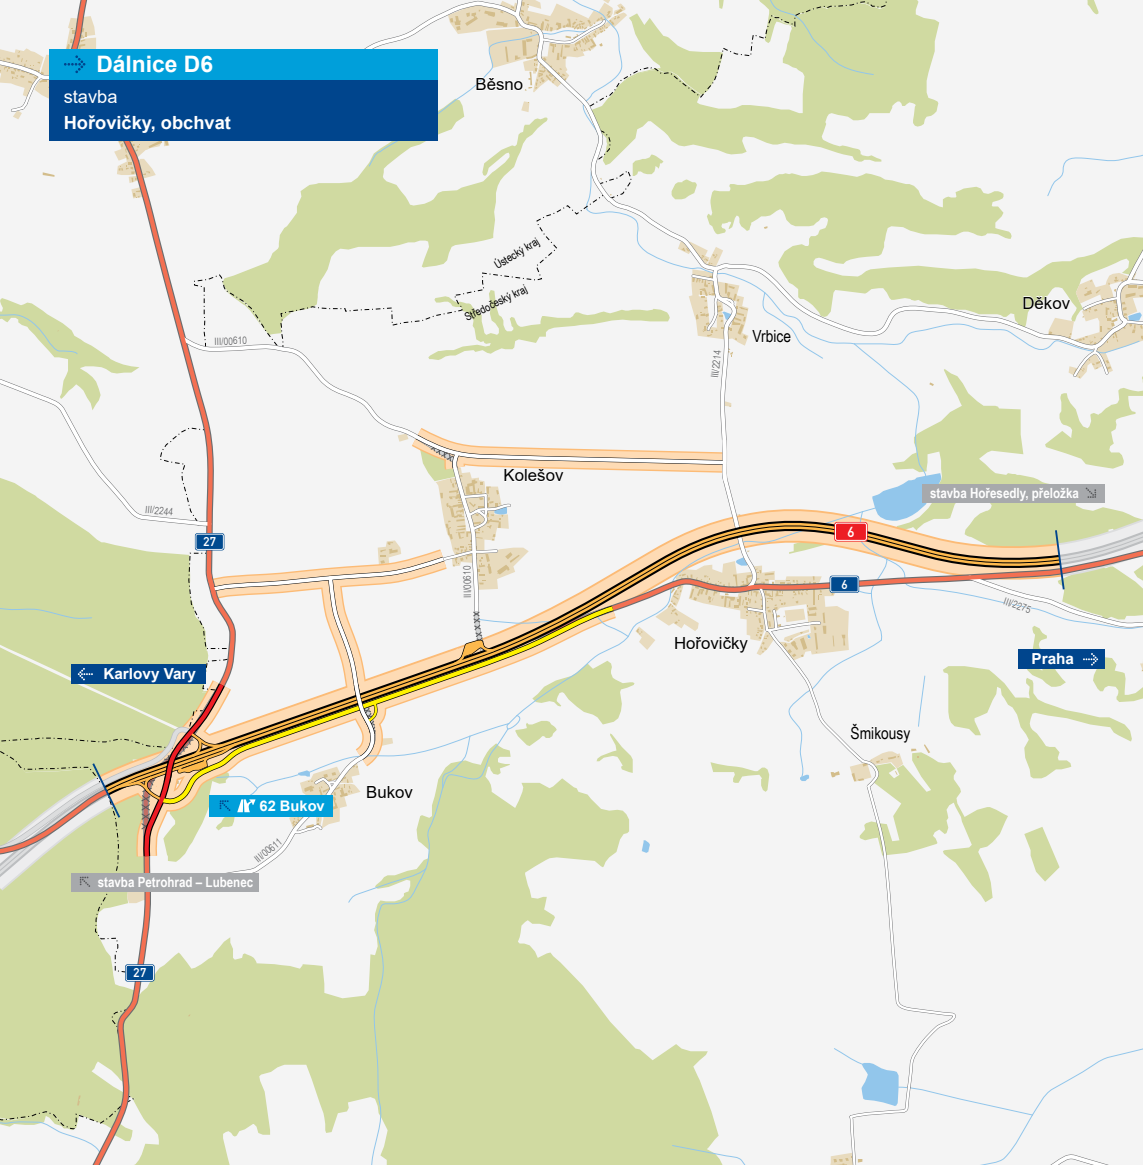 Dálnice D6
stavba
Hořovičky, obchvat
Běsno
Ústecký kraj
Středočeský kraj
Děkov
Vrbice
III/00610
III/2214
Kolešov
stavba Hořesedly, přeložka
III/2244
27
6
III/00610
6
III/2275
Hořovičky
Praha
Karlovy Vary
Šmikousy
Bukov
62 Bukov
III/00611
stavba Petrohrad – Lubenec
27